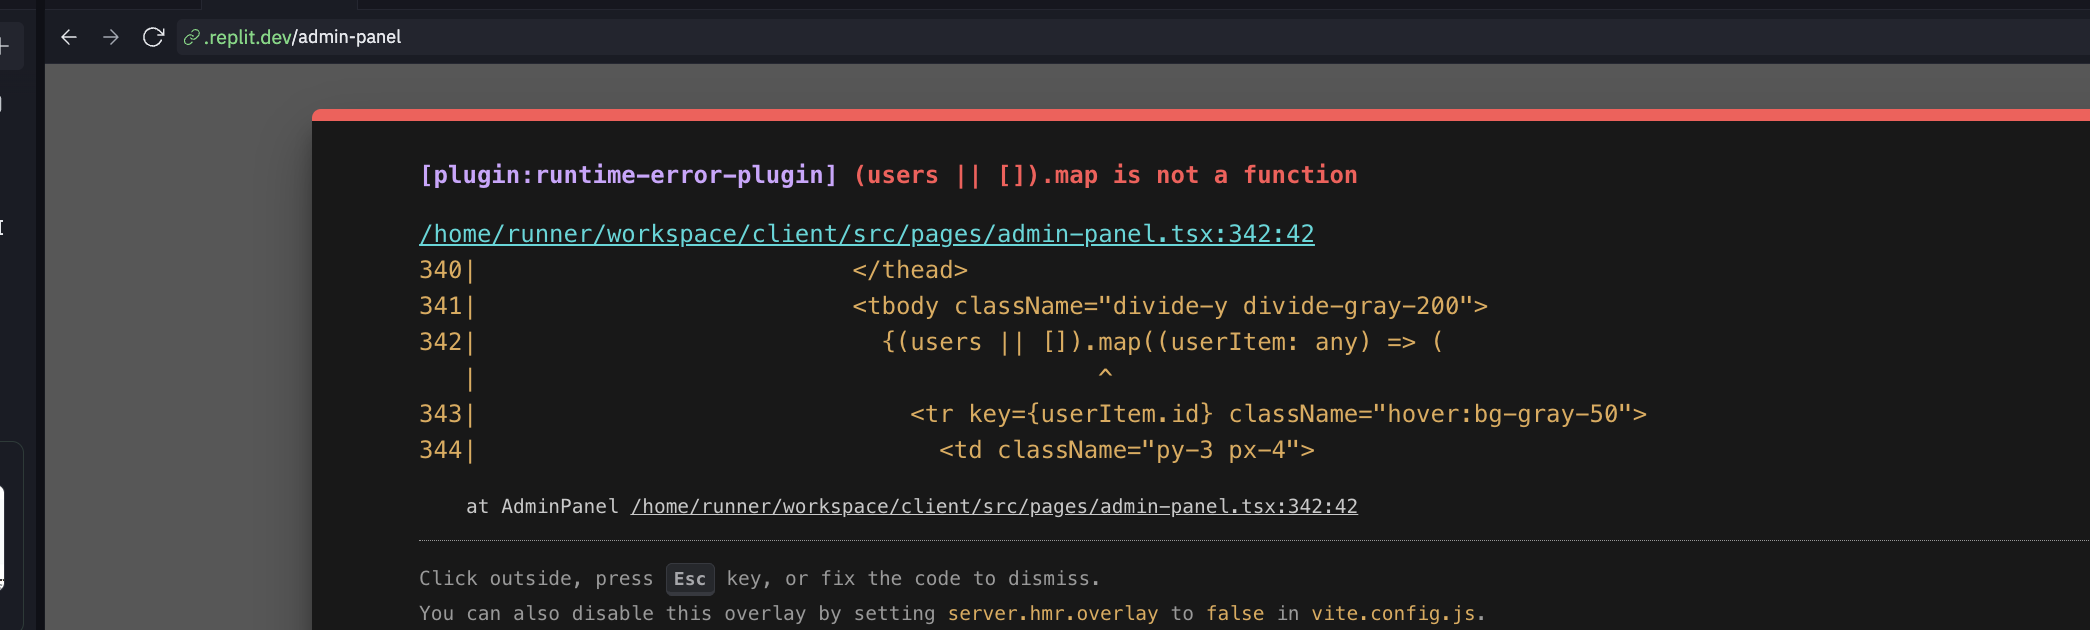 .replit.dev/admin-panel
[plugin:runtime-error-plugin] (users || []).map is not a function
/home/runner/workspace/client/src/pages/admin-panel.tsx:342:42
340|                          </thead>
341|                          <tbody className="divide-y divide-gray-200">
342|                            {(users || []).map((userItem: any) => (
   |                                           ^
343|                              <tr key={userItem.id} className="hover:bg-gray-50">
344|                                <td className="py-3 px-4">
at AdminPanel /home/runner/workspace/client/src/pages/admin-panel.tsx:342:42
Click outside, press Esc key, or fix the code to dismiss.
You can also disable this overlay by setting server.hmr.overlay to false in vite.config.js.